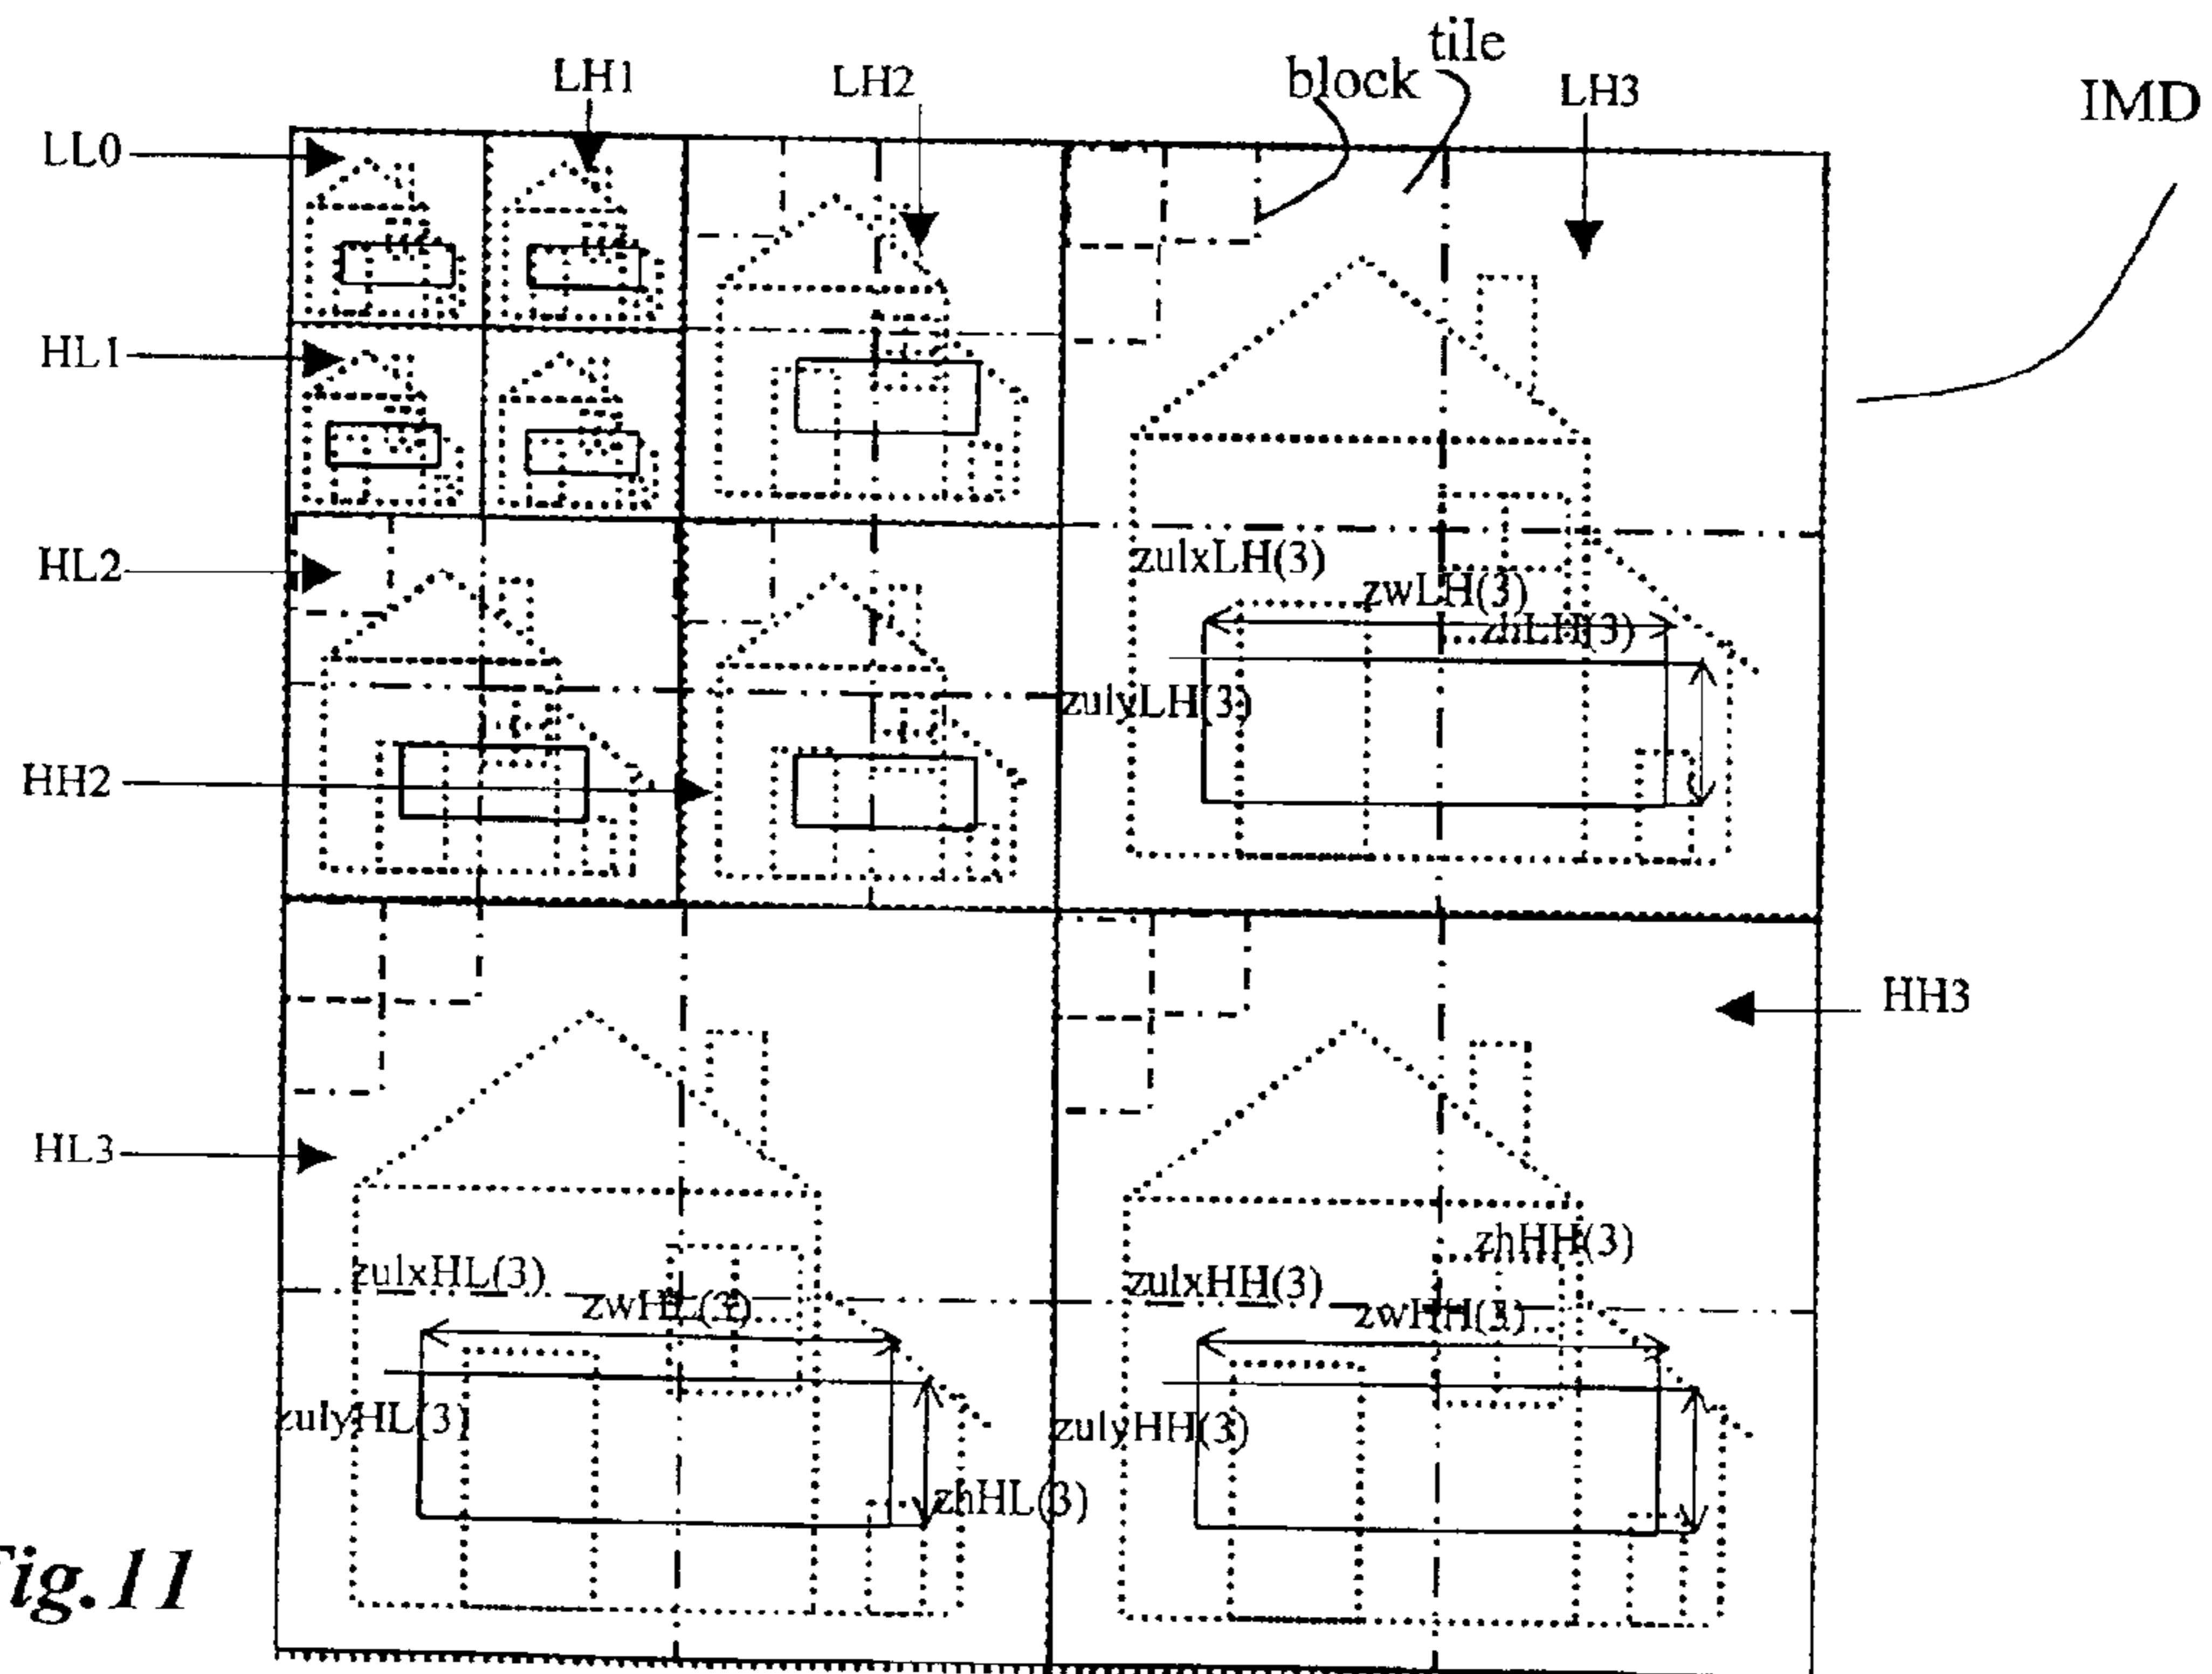 tile
block
IMD
LH1
LH2
LH3
LL0
HL1
HL2
zulxLH(3)
zwLH(3)
zhLH(3)
zulyLH(3)
HH2
HH3
HL3
zhHH(3)
zulxHL(3)
zwHL(3)
zulxHH(3)
zwHH(3)
zulyHL(3)
zulyHH(3)
zhHL(3)
Fig.11